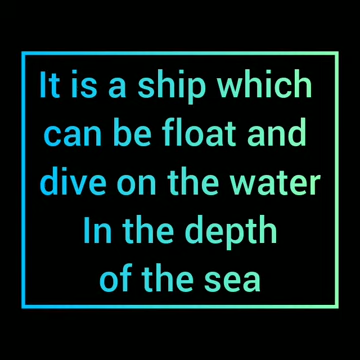 It is a ship which
can be float and
dive on the water
In the depth
of the sea